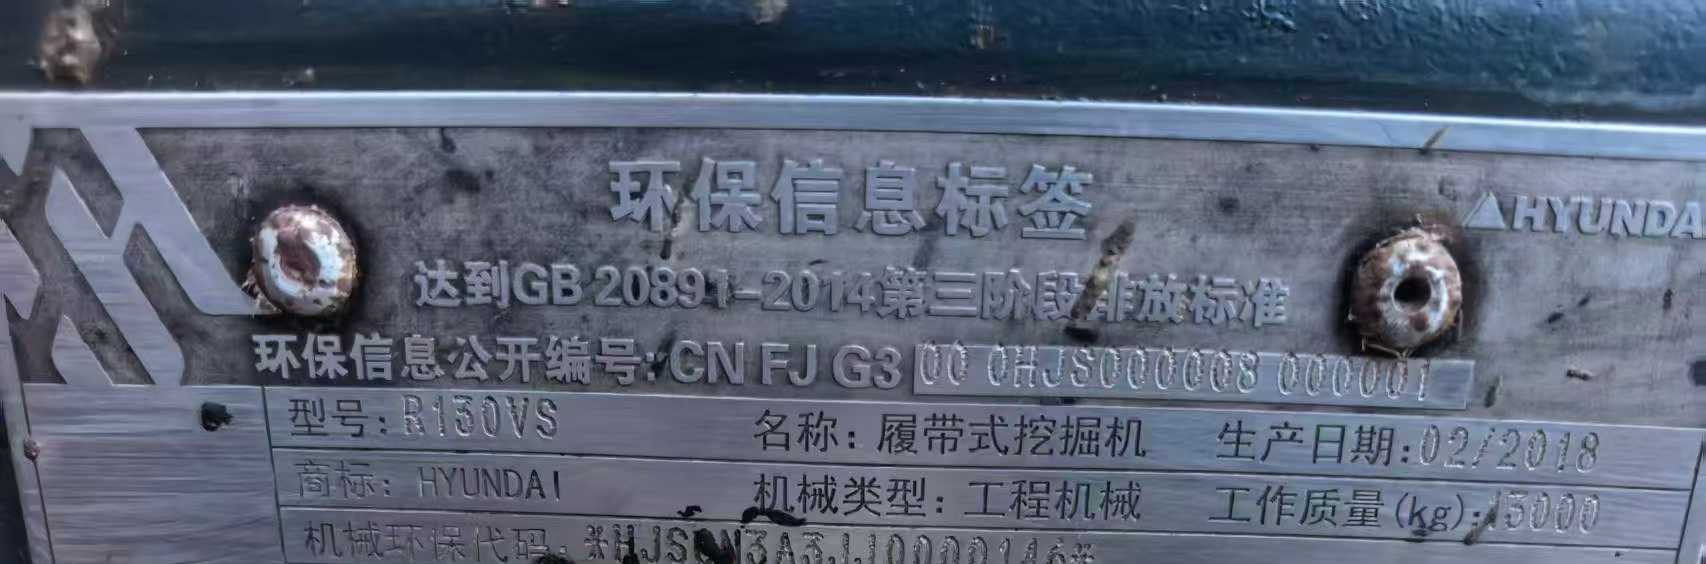 环保信息标签
HYUNDA
达到GB 20891-2014第三阶段排放标准
环保信息公开编号: CN FJ G3 00 0HJS000008 000001
型号: R130VS 名称: 履带式挖掘机 生产日期: 02/2018
商标: HYUNDAI 机械类型: 工程机械 工作质量(kg): 13000
机械环保代码: